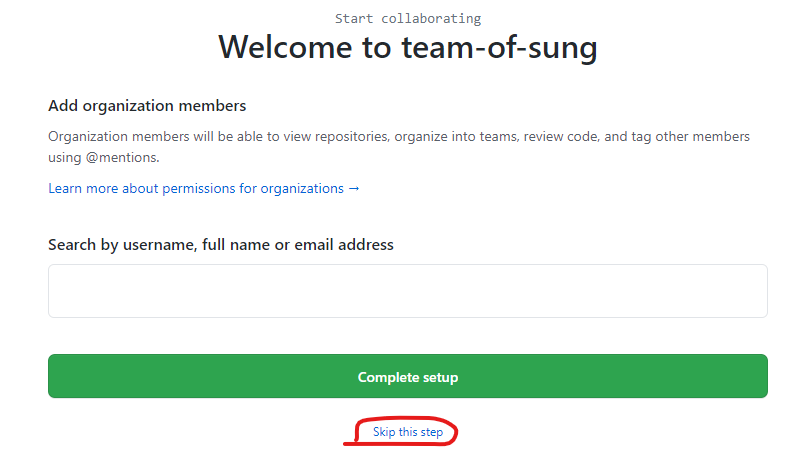 Start collaborating
Welcome to team-of-sung
Add organization members
Organization members will be able to view repositories, organize into teams, review code, and tag other members
using @mentions.
Learn more about permissions for organizations →
Search by username, full name or email address
Complete setup
Skip this step